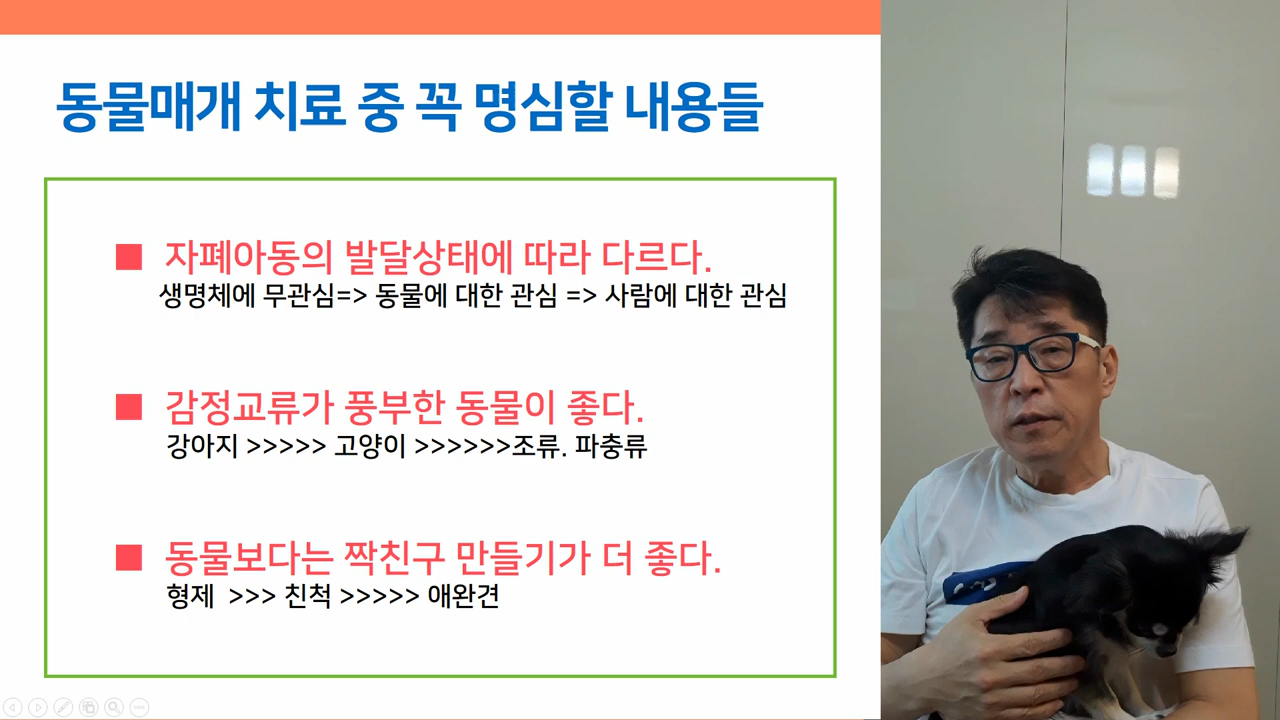 동물매개 치료 중 꼭 명심할 내용들
■ 자폐아동의 발달상태에 따라 다르다.
생명체에 무관심=> 동물에 대한 관심 => 사람에 대한 관심
■ 감정교류가 풍부한 동물이 좋다.
강아지 >>>>> 고양이 >>>>>>조류. 파충류
■ 동물보다는 짝친구 만들기가 더 좋다.
형제 >>> 친척 >>>>> 애완견